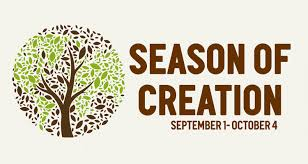 SEASON OF
CREATION
SEPTEMBER 1- OCTOBER 4